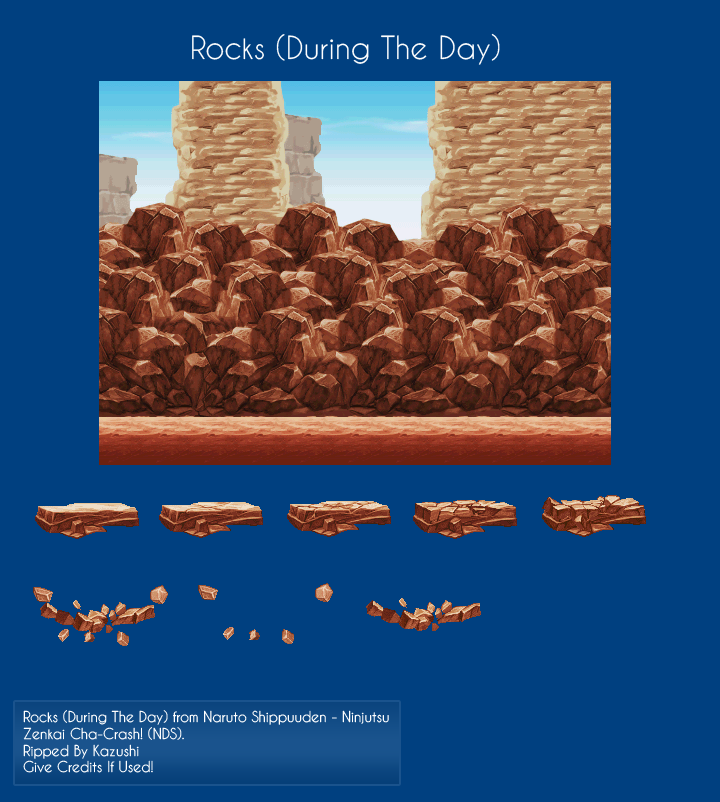 Rocks (During The Day)
Rocks (During The Day) from Naruto Shippuuden - Ninjutsu
Zenkai Cha-Crash! (NDS).
Ripped By Kazushi
Give Credits If Used!